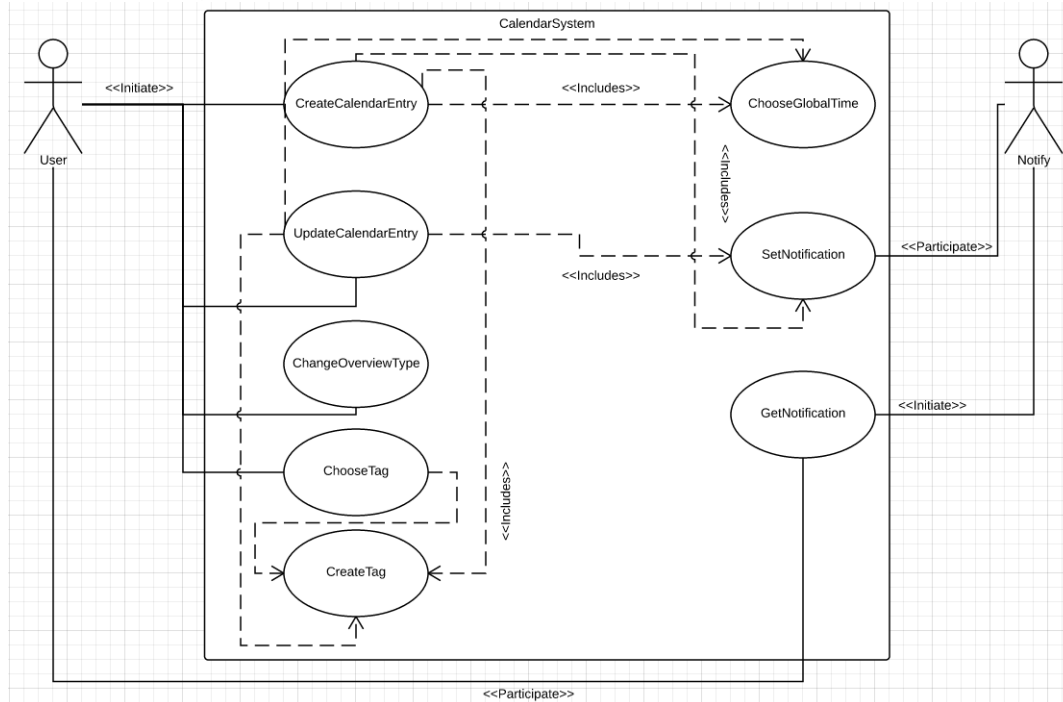 CalendarSystem
<<Initiate>>
CreateCalendarEntry
<<Includes>>
ChooseGlobalTime
User
Notify
<<Includes>>
UpdateCalendarEntry
<<Includes>>
SetNotification
<<Participate>>
ChangeOverviewType
GetNotification
<<Initiate>>
ChooseTag
<<Includes>>
CreateTag
<<Participate>>